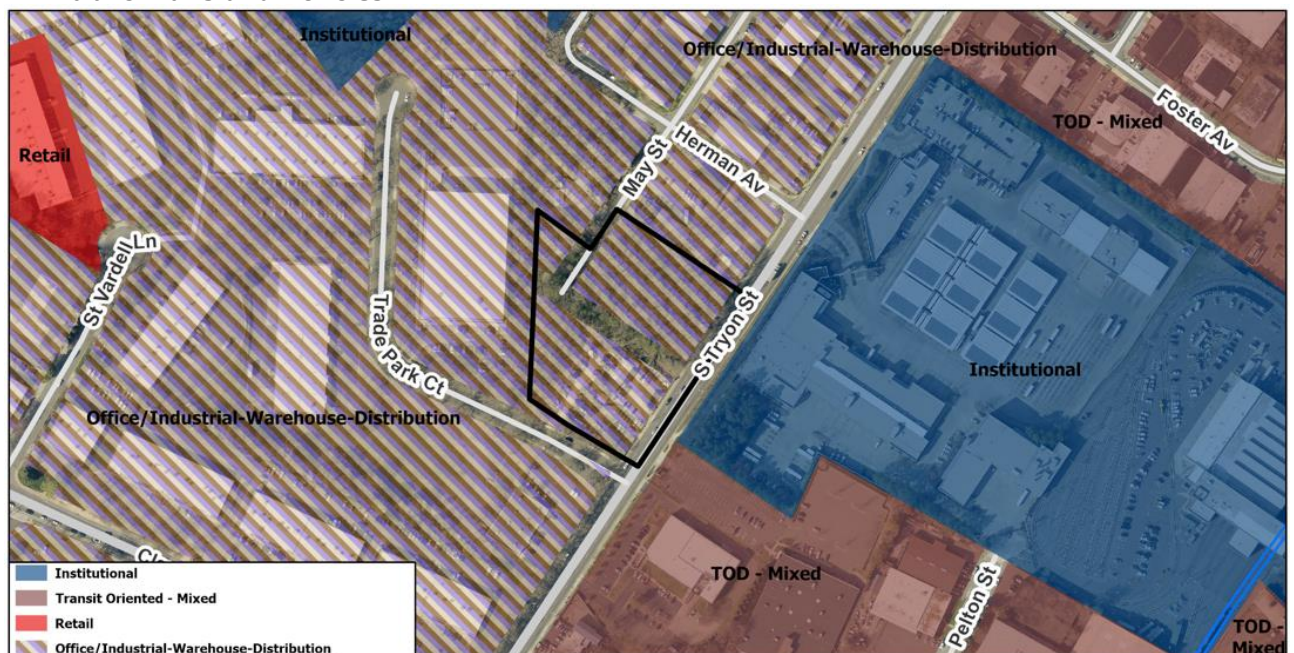 Institutional
Office/Industrial-Warehouse-Distribution
Foster Av
TOD - Mixed
Retail
May St
Herman Av
St Vardell Ln
Trade Park Ct
S Tryon St
Institutional
Office/Industrial-Warehouse-Distribution
TOD - Mixed
Pelton St
TOD -
Mixed
Institutional
Transit Oriented - Mixed
Retail
Office/Industrial-Warehouse-Distribution